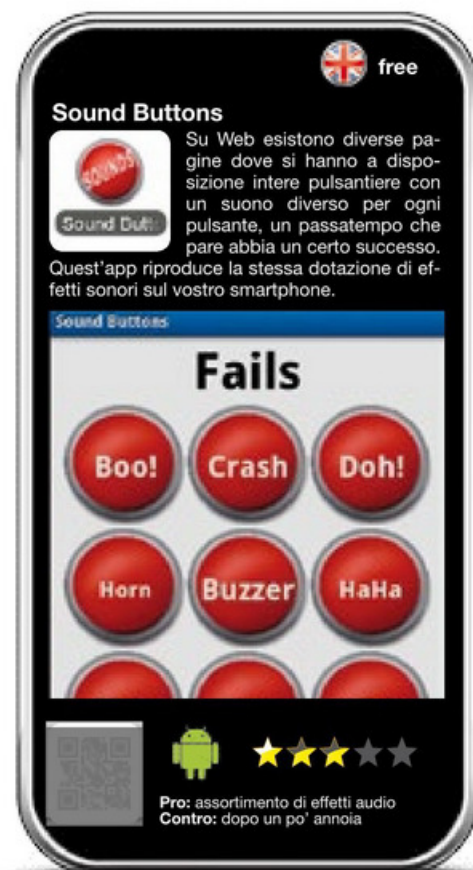 free
Sound Buttons
SOUNDS
Sound Butt
Su Web esistono diverse pa-
gine dove si hanno a dispo-
sizione intere pulsantiere con
un suono diverso per ogni
pulsante, un passatempo che
pare abbia un certo successo.
Quest'app riproduce la stessa dotazione di ef-
fetti sonori sul vostro smartphone.
Sound Buttons
Fails
Boo! Crash Doh!
Horn Buzzer HaHa
Pro: assortimento di effetti audio
Contro: dopo un po' annoia